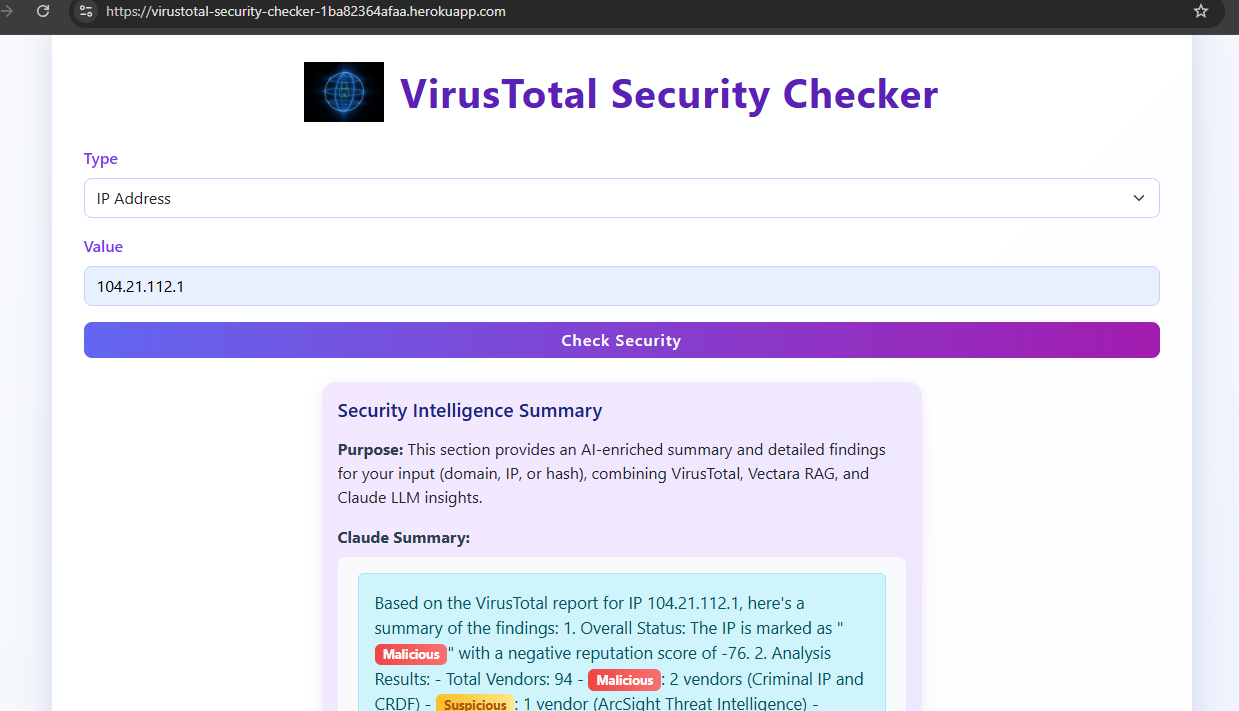 https://virustotal-security-checker-1ba82364afaa.herokuapp.com
VirusTotal Security Checker
Type
IP Address
Value
104.21.112.1
Check Security
Security Intelligence Summary
Purpose: This section provides an AI-enriched summary and detailed findings
for your input (domain, IP, or hash), combining VirusTotal, Vectara RAG, and
Claude LLM insights.
Claude Summary:
Based on the VirusTotal report for IP 104.21.112.1, here's a
summary of the findings: 1. Overall Status: The IP is marked as "
Malicious" with a negative reputation score of -76. 2. Analysis
Results: - Total Vendors: 94 - Malicious: 2 vendors (Criminal IP and
CRDF) - Suspicious: 1 vendor (ArcSight Threat Intelligence) -